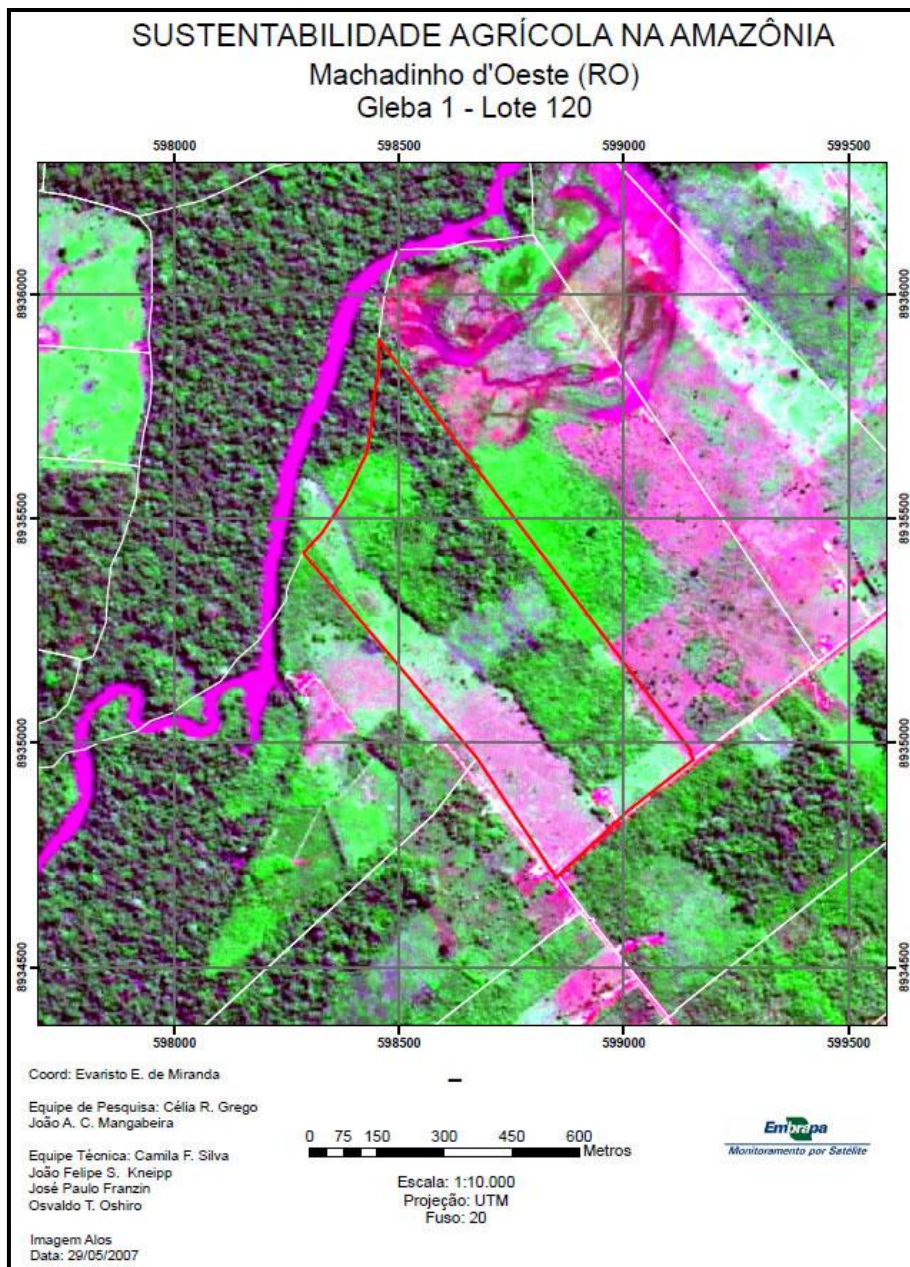 SUSTENTABILIDADE AGRÍCOLA NA AMAZÔNIA
Machadinho d'Oeste (RO)
Gleba 1 - Lote 120
598000 598500 599000 599500
8936000 8936000
8935500 8935500
8935000 8935000
8934500 8934500
598000 598500 599000 599500
Coord: Evaristo E. de Miranda
Equipe de Pesquisa: Célia R. Grego
João A. C. Mangabeira
Equipe Técnica: Camila F. Silva
João Felipe S. Kneipp
José Paulo Franzin
Osvaldo T. Oshiro
Imagem Alos
Data: 29/05/2007
0 75 150 300 450 600
Metros
Escala: 1:10.000
Projeção: UTM
Fuso: 20
Embrapa
Monitoramento por Satélite